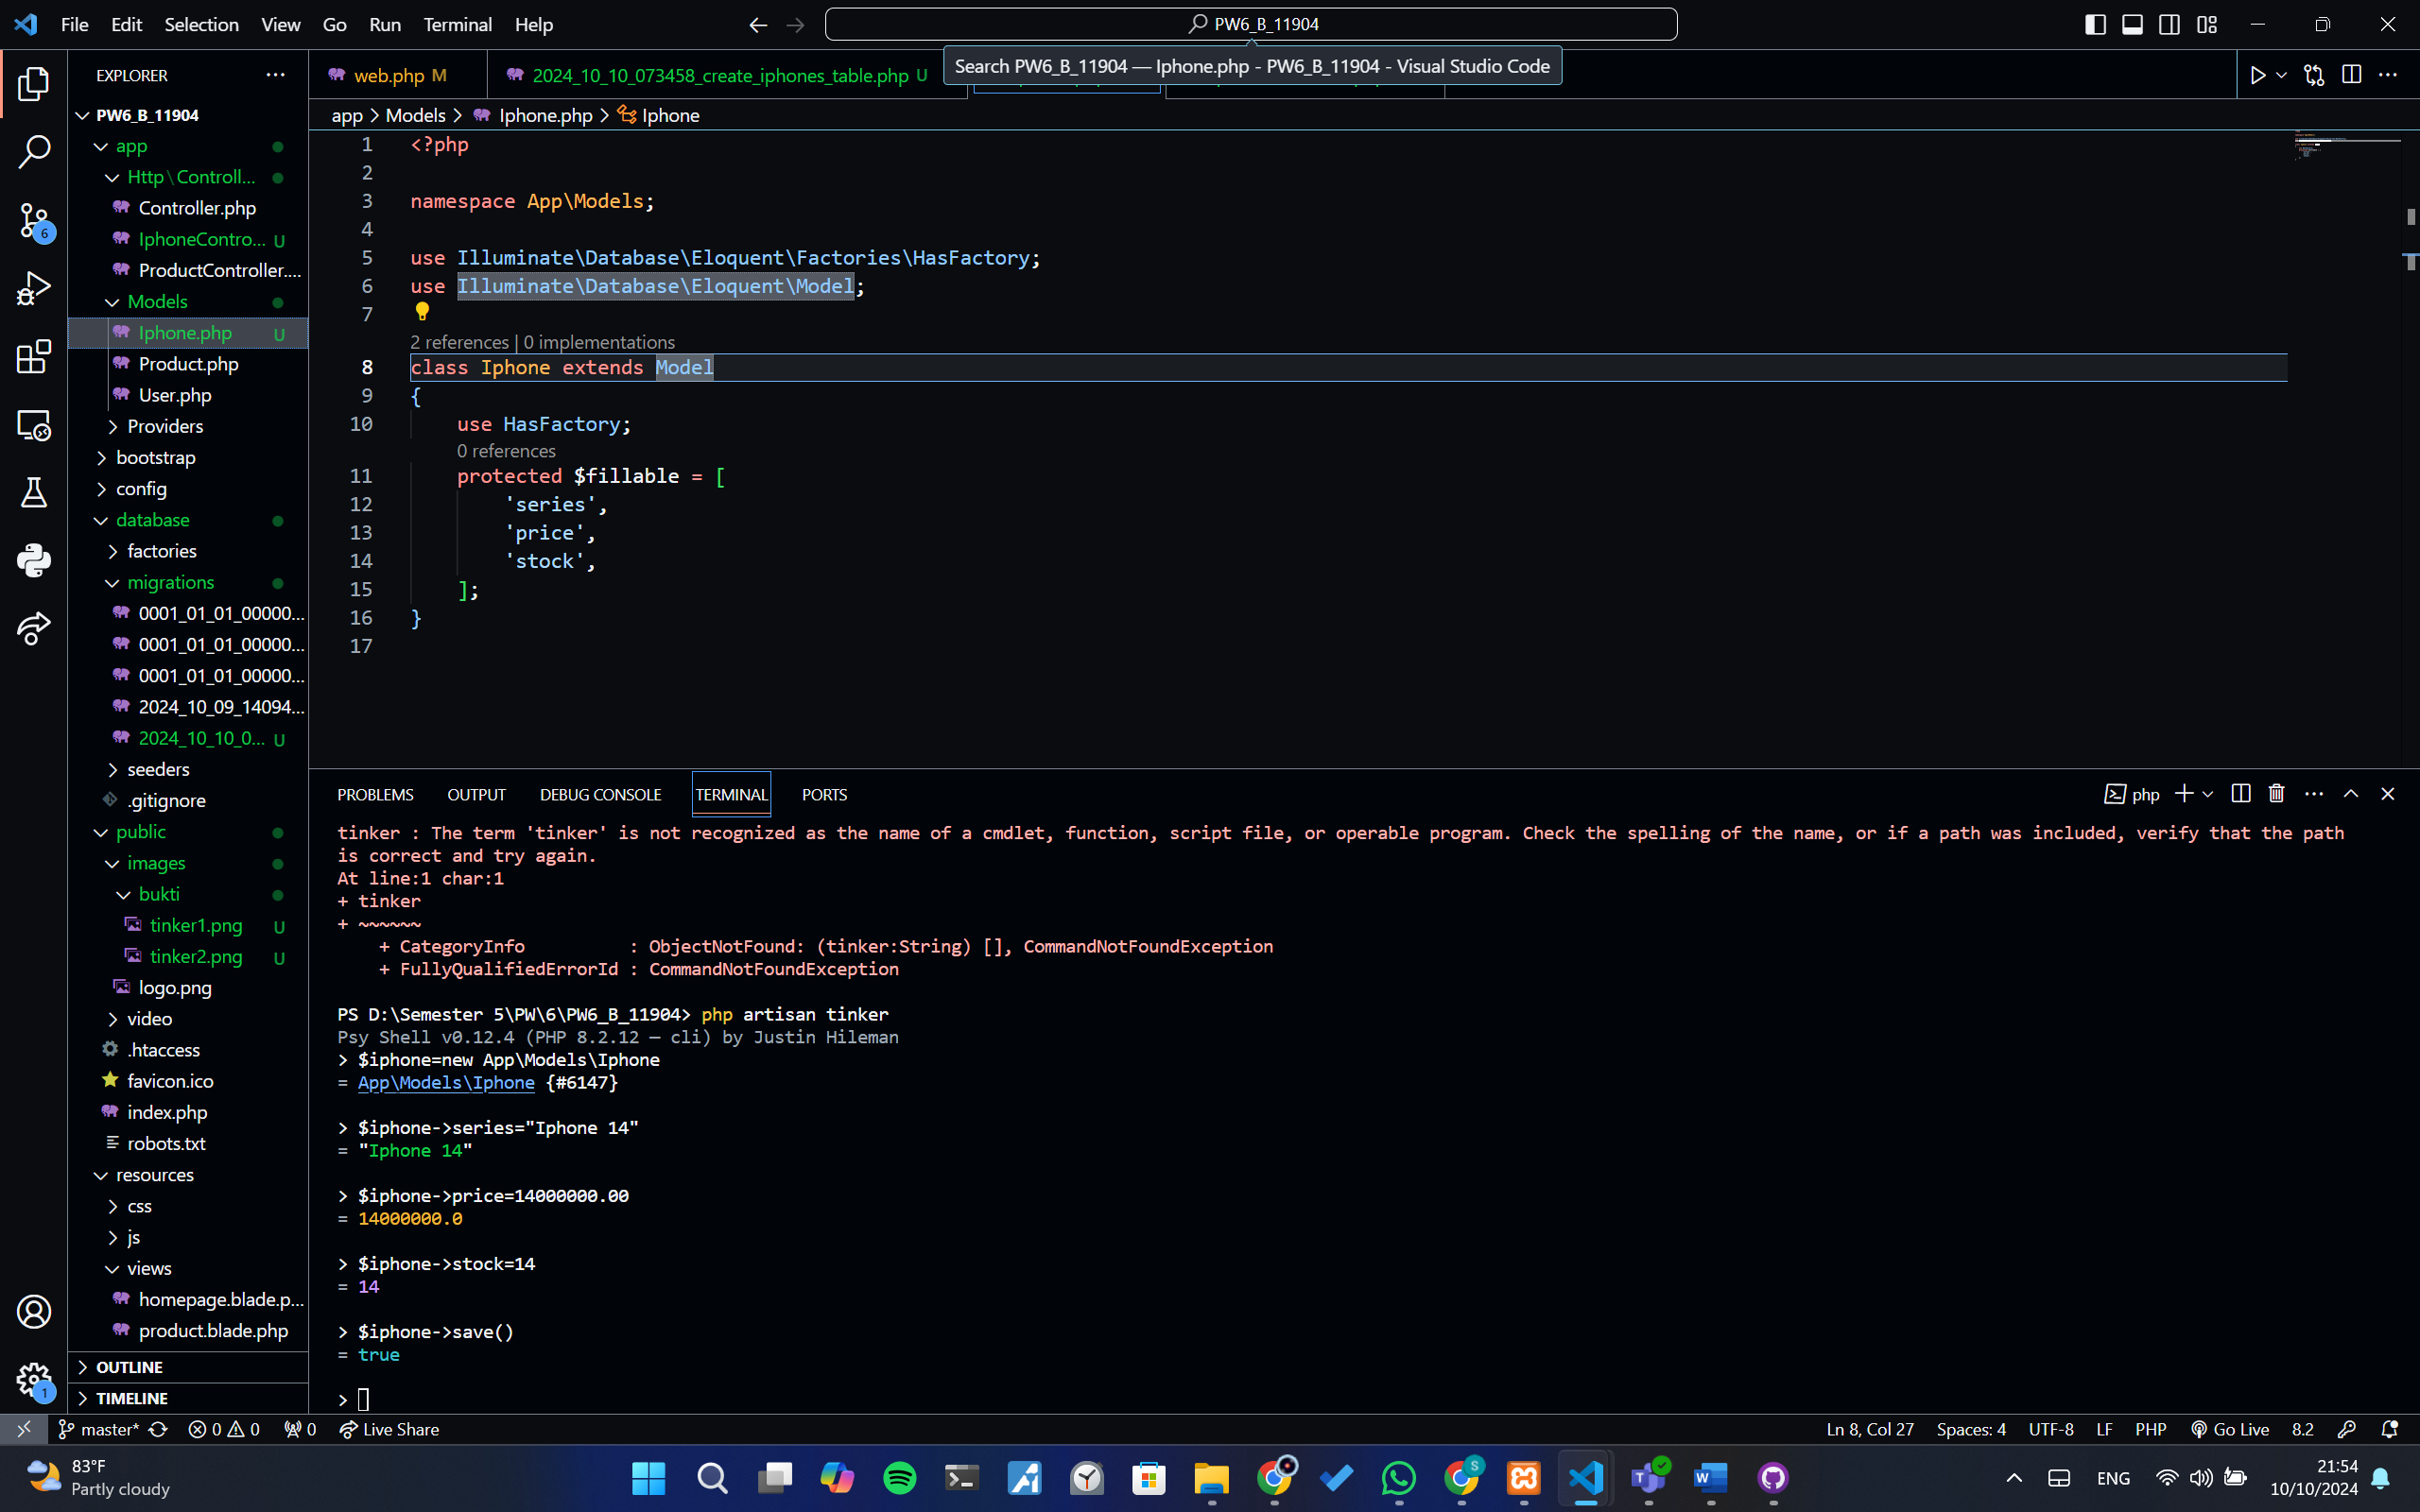 File Edit Selection View Go Run Terminal Help
PW6_B_11904
Search PW6_B_11904 — Iphone.php - PW6_B_11904 - Visual Studio Code
EXPLORER
web.php M
2024_10_10_073458_create_iphones_table.php U
app > Models > Iphone.php > Iphone
PW6_B_11904
app
Http\Controll...
Controller.php
IphoneContro... U
ProductController....
Models
Iphone.php U
Product.php
User.php
Providers
bootstrap
config
database
factories
migrations
0001_01_01_00000...
0001_01_01_00000...
0001_01_01_00000...
2024_10_09_14094...
2024_10_10_0... U
seeders
.gitignore
public
images
bukti
tinker1.png U
tinker2.png U
logo.png
video
.htaccess
favicon.ico
index.php
robots.txt
resources
css
js
views
homepage.blade.p...
product.blade.php
OUTLINE
TIMELINE
6
1
1 <?php
2
3 namespace App\Models;
4
5 use Illuminate\Database\Eloquent\Factories\HasFactory;
6 use Illuminate\Database\Eloquent\Model;
7
2 references | 0 implementations
8 class Iphone extends Model
9 {
10 use HasFactory;
0 references
11 protected $fillable = [
12 'series',
13 'price',
14 'stock',
15 ];
16 }
17
PROBLEMS OUTPUT DEBUG CONSOLE TERMINAL PORTS
php
tinker : The term 'tinker' is not recognized as the name of a cmdlet, function, script file, or operable program. Check the spelling of the name, or if a path was included, verify that the path
is correct and try again.
At line:1 char:1
+ tinker
+ ~~~~~~
+ CategoryInfo : ObjectNotFound: (tinker:String) [], CommandNotFoundException
+ FullyQualifiedErrorId : CommandNotFoundException
PS D:\Semester 5\PW\6\PW6_B_11904> php artisan tinker
Psy Shell v0.12.4 (PHP 8.2.12 — cli) by Justin Hileman
> $iphone=new App\Models\Iphone
= App\Models\Iphone {#6147}
> $iphone->series="Iphone 14"
= "Iphone 14"
> $iphone->price=14000000.00
= 14000000.0
> $iphone->stock=14
= 14
> $iphone->save()
= true
>
master* 0 0 0 Live Share
Ln 8, Col 27 Spaces: 4 UTF-8 LF PHP Go Live 8.2
83°F
Partly cloudy
S
ENG
21:54
10/10/2024